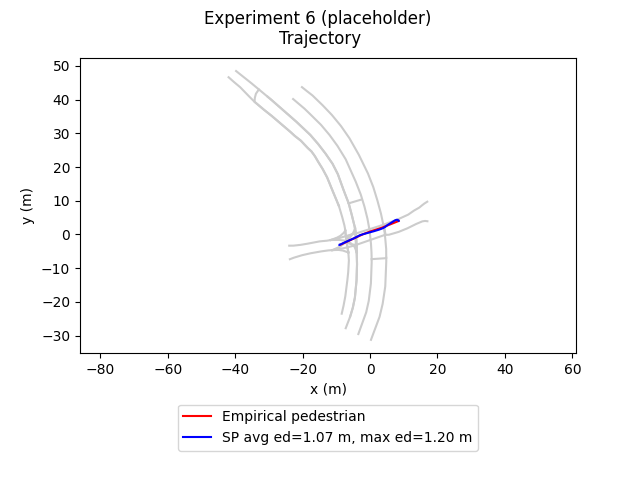 Experiment 6 (placeholder)
Trajectory
50
40
30
20
10
0
−10
−20
−30
y (m)
−80 −60 −40 −20 0 20 40 60
x (m)
Empirical pedestrian
SP avg ed=1.07 m, max ed=1.20 m